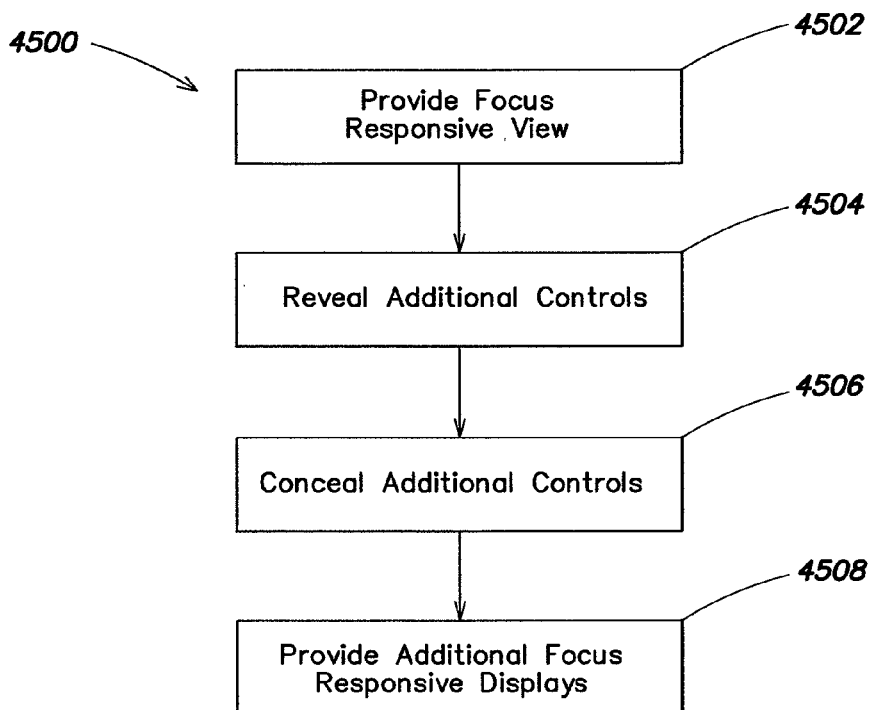 4500
4502
Provide Focus
Responsive View
4504
Reveal Additional Controls
4506
Conceal Additional Controls
4508
Provide Additional Focus
Responsive Displays